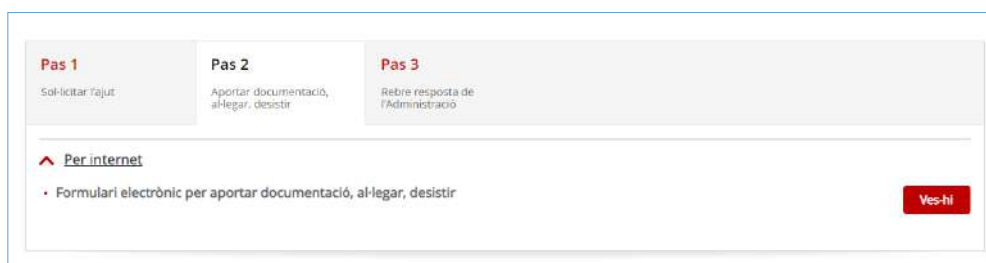 Pas 1
Sol·licitar l'ajut
Pas 2
Aportar documentació,
al·legar, desistir
Pas 3
Rebre resposta de
l'Administració
Per internet
• Formulari electrònic per aportar documentació, al·legar, desistir
Ves-hi